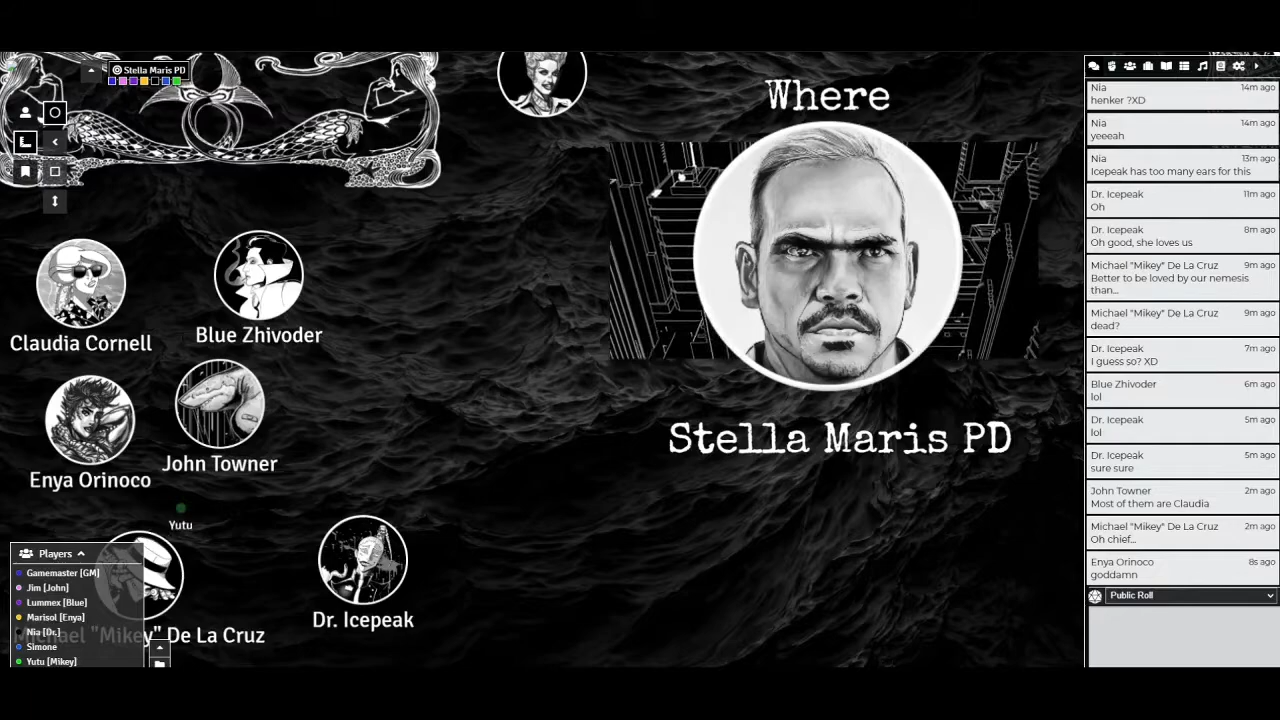 Stella Maris PD
Where
Stella Maris PD
Claudia Cornell
Blue Zhivoder
Enya Orinoco
John Towner
Yutu
Michael "Mikey" De La Cruz
Dr. Icepeak
Players
Gamemaster [GM]
Jim [John]
Lummex [Blue]
Marisol [Enya]
Nia [Dr.]
Simone
Yutu [Mikey]
Nia 14m ago
henker ?XD
Nia 14m ago
yeeeah
Nia 13m ago
Icepeak has too many ears for this
Dr. Icepeak 11m ago
Oh
Dr. Icepeak 8m ago
Oh good, she loves us
Michael "Mikey" De La Cruz 9m ago
Better to be loved by our nemesis
than...
Michael "Mikey" De La Cruz 9m ago
dead?
Dr. Icepeak 7m ago
I guess so? XD
Blue Zhivoder 6m ago
lol
Dr. Icepeak 5m ago
lol
Dr. Icepeak 5m ago
sure sure
John Towner 2m ago
Most of them are Claudia
Michael "Mikey" De La Cruz 2m ago
Oh chief...
Enya Orinoco 8s ago
goddamn
Public Roll